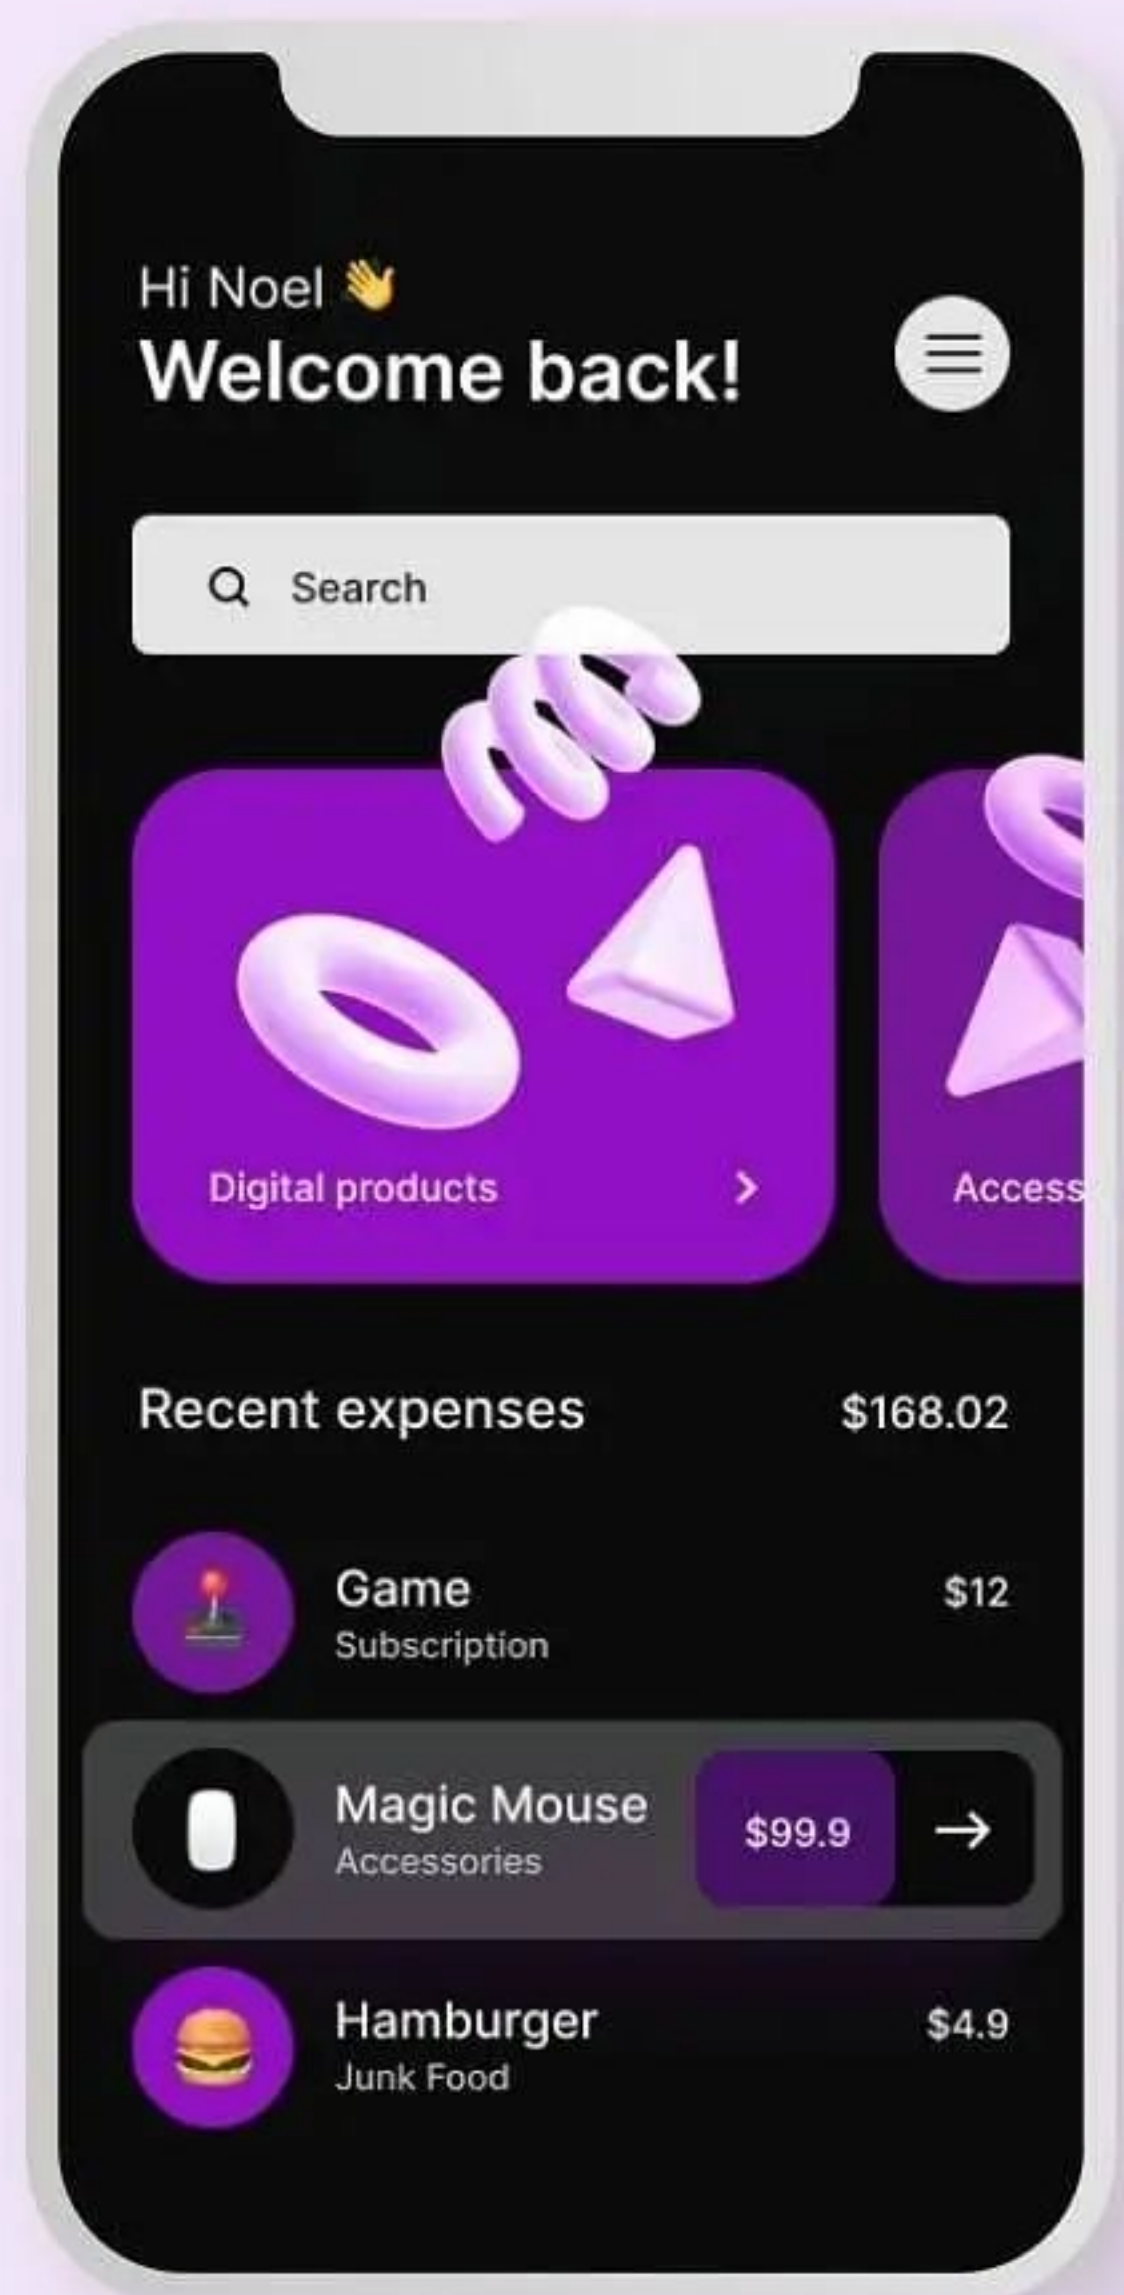 Hi Noel 👋
Welcome back!
Search
Digital products
Access
Recent expenses $168.02
Game $12
Subscription
Magic Mouse $99.9
Accessories
Hamburger $4.9
Junk Food